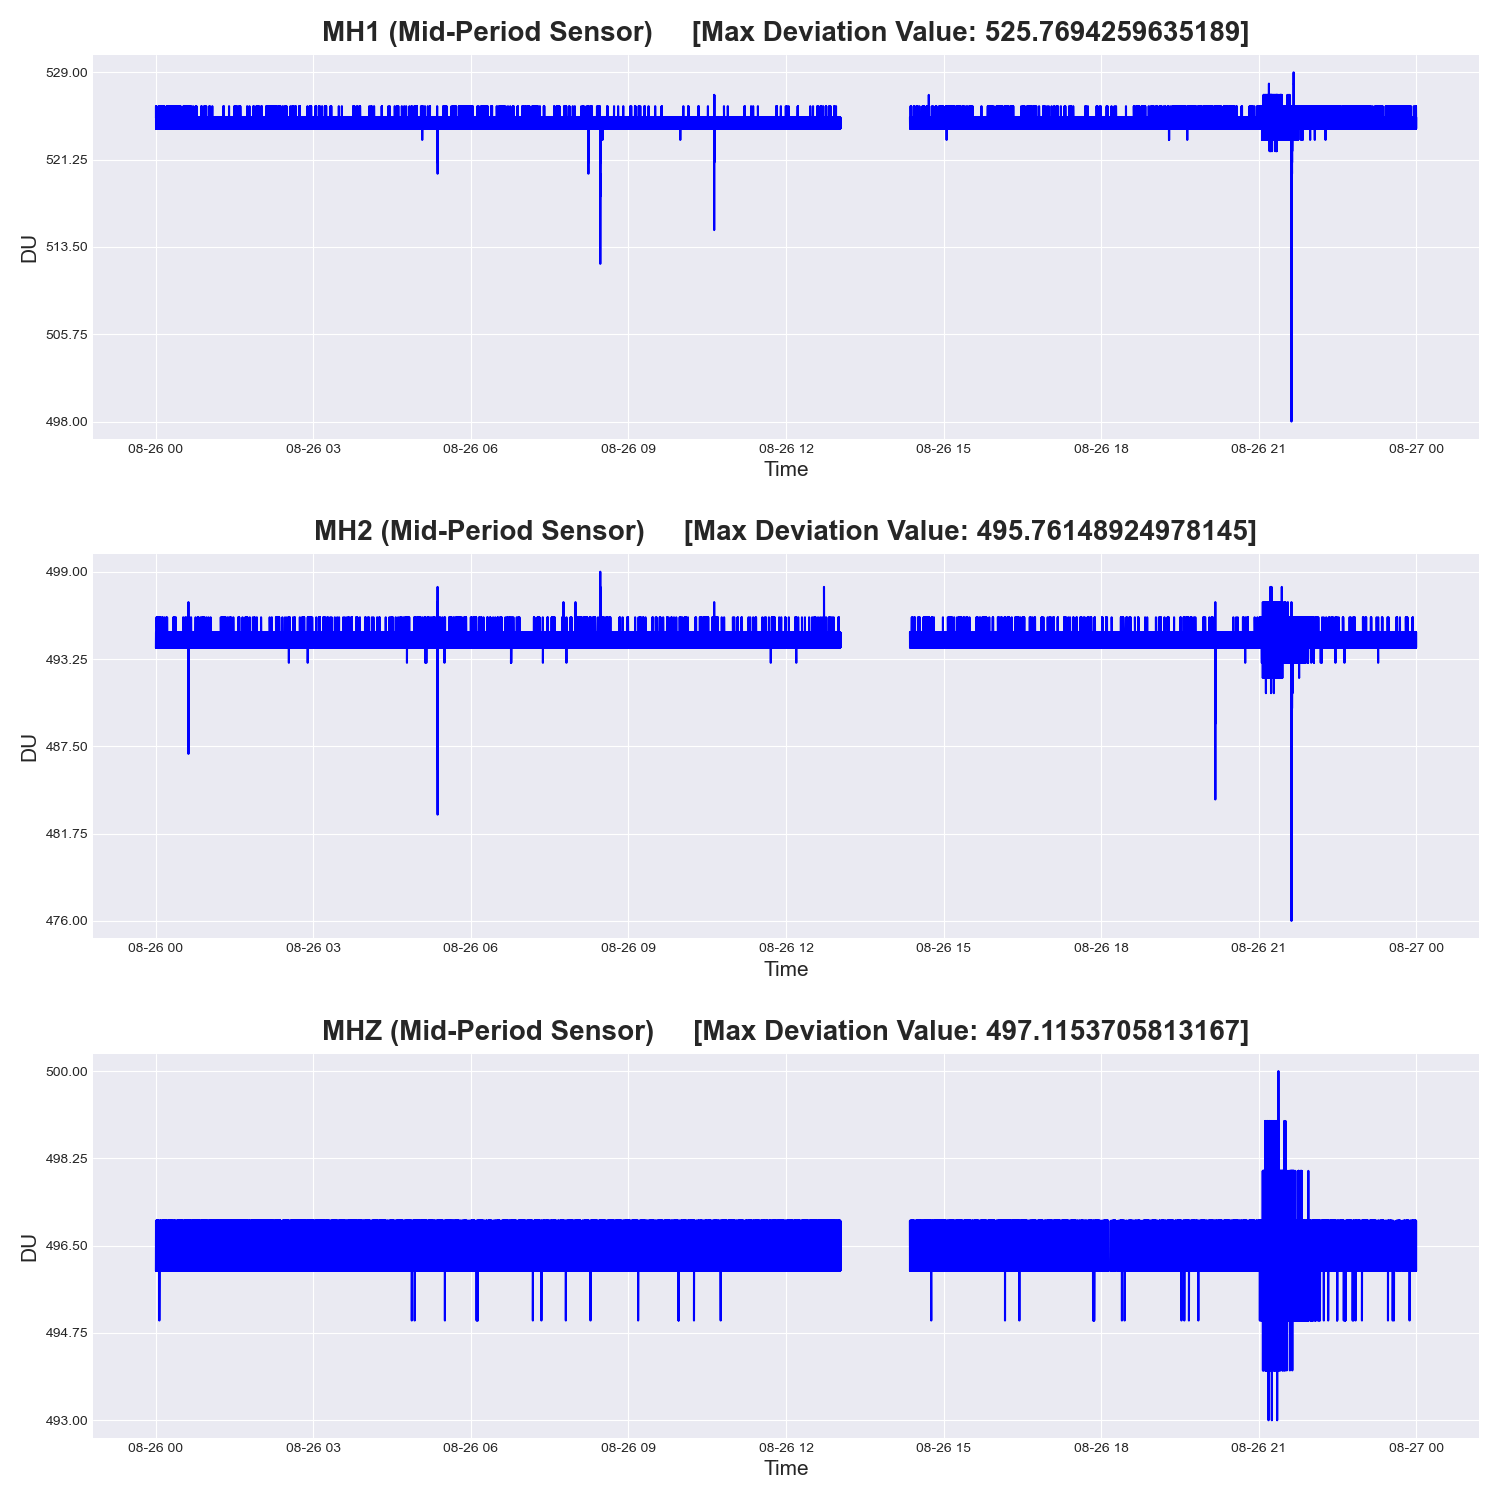 MH1 (Mid-Period Sensor) [Max Deviation Value: 525.7694259635189]
529.00
521.25
513.50
505.75
498.00
DU
08-26 00 08-26 03 08-26 06 08-26 09 08-26 12 08-26 15 08-26 18 08-26 21 08-27 00
Time
MH2 (Mid-Period Sensor) [Max Deviation Value: 495.76148924978145]
499.00
493.25
487.50
481.75
476.00
DU
08-26 00 08-26 03 08-26 06 08-26 09 08-26 12 08-26 15 08-26 18 08-26 21 08-27 00
Time
MHZ (Mid-Period Sensor) [Max Deviation Value: 497.1153705813167]
500.00
498.25
496.50
494.75
493.00
DU
08-26 00 08-26 03 08-26 06 08-26 09 08-26 12 08-26 15 08-26 18 08-26 21 08-27 00
Time